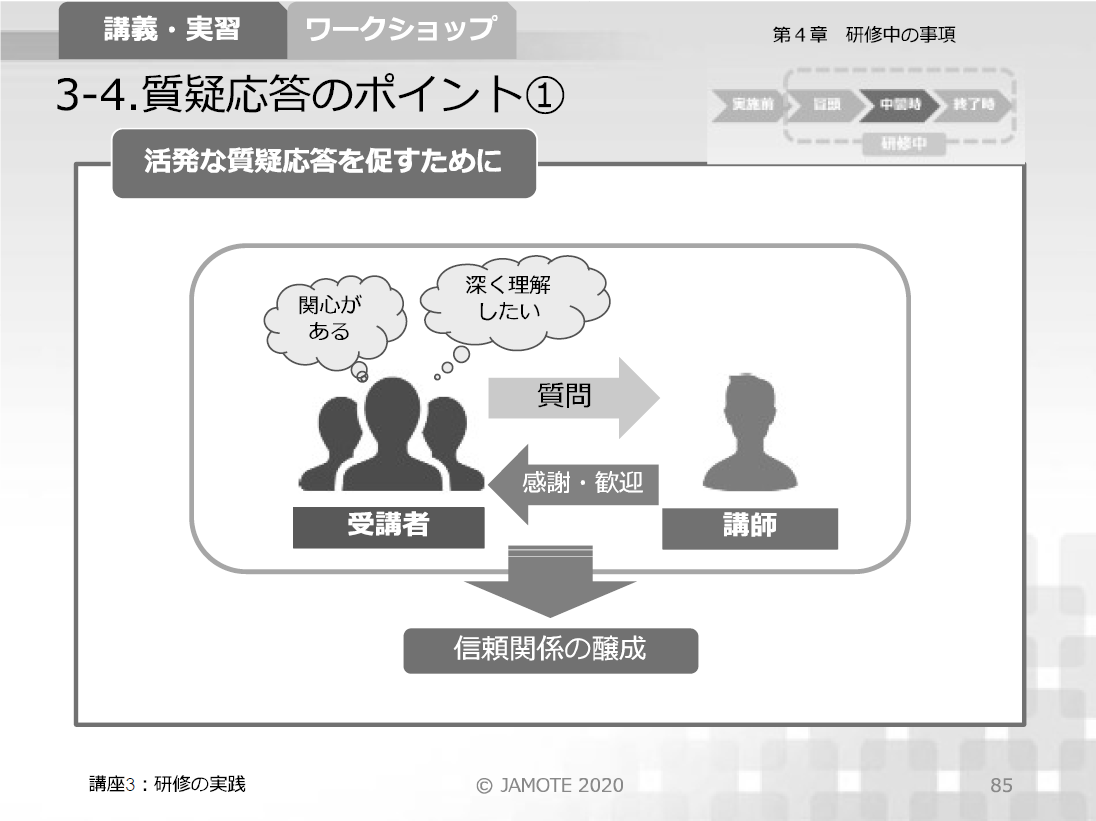 講義・実習
ワークショップ
第４章　研修中の事項
3-4.質疑応答のポイント①
実施前
冒頭
中間時
終了時
研修中
活発な質疑応答を促すために
関心が
ある
深く理解
したい
質問
感謝・歓迎
受講者
講師
信頼関係の醸成
講座3：研修の実践
© JAMOTE 2020
85